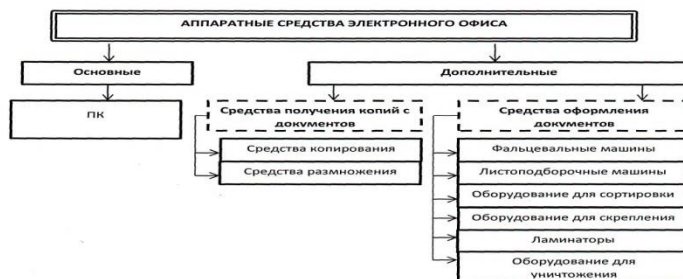 АППАРАТНЫЕ СРЕДСТВА ЭЛЕКТРОННОГО ОФИСА
Основные
Дополнительные
ПК
Средства получения копий с
документов
Средства оформления
документов
Средства копирования
Средства размножения
Фальцевальные машины
Листоподборочные машины
Оборудование для сортировки
Оборудование для скрепления
Ламинаторы
Оборудование для
уничтожения